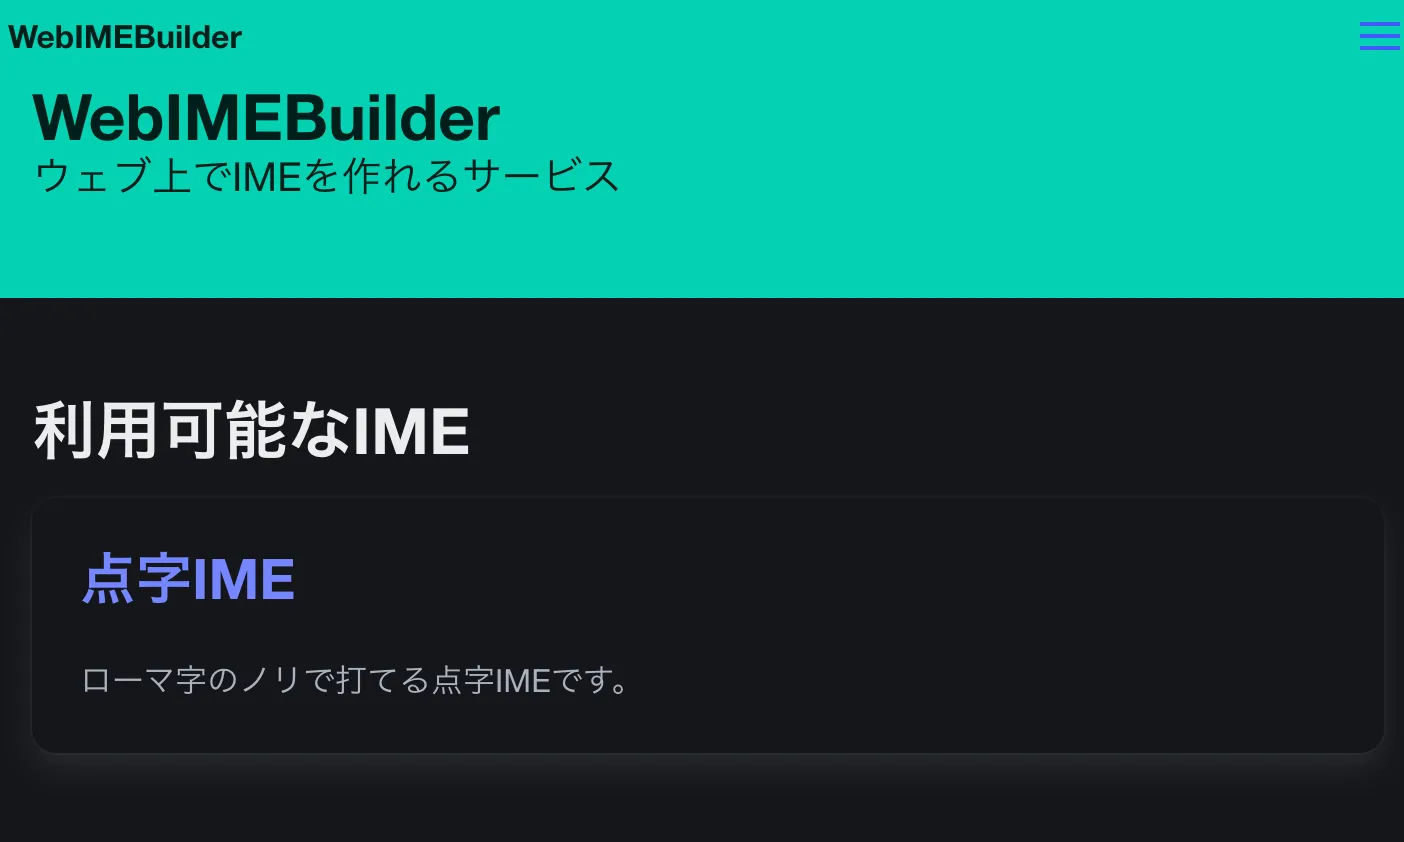 WebIMEBuilder
WebIMEBuilder
ウェブ上でIMEを作れるサービス
利用可能なIME
点字IME
ローマ字のノリで打てる点字IMEです。